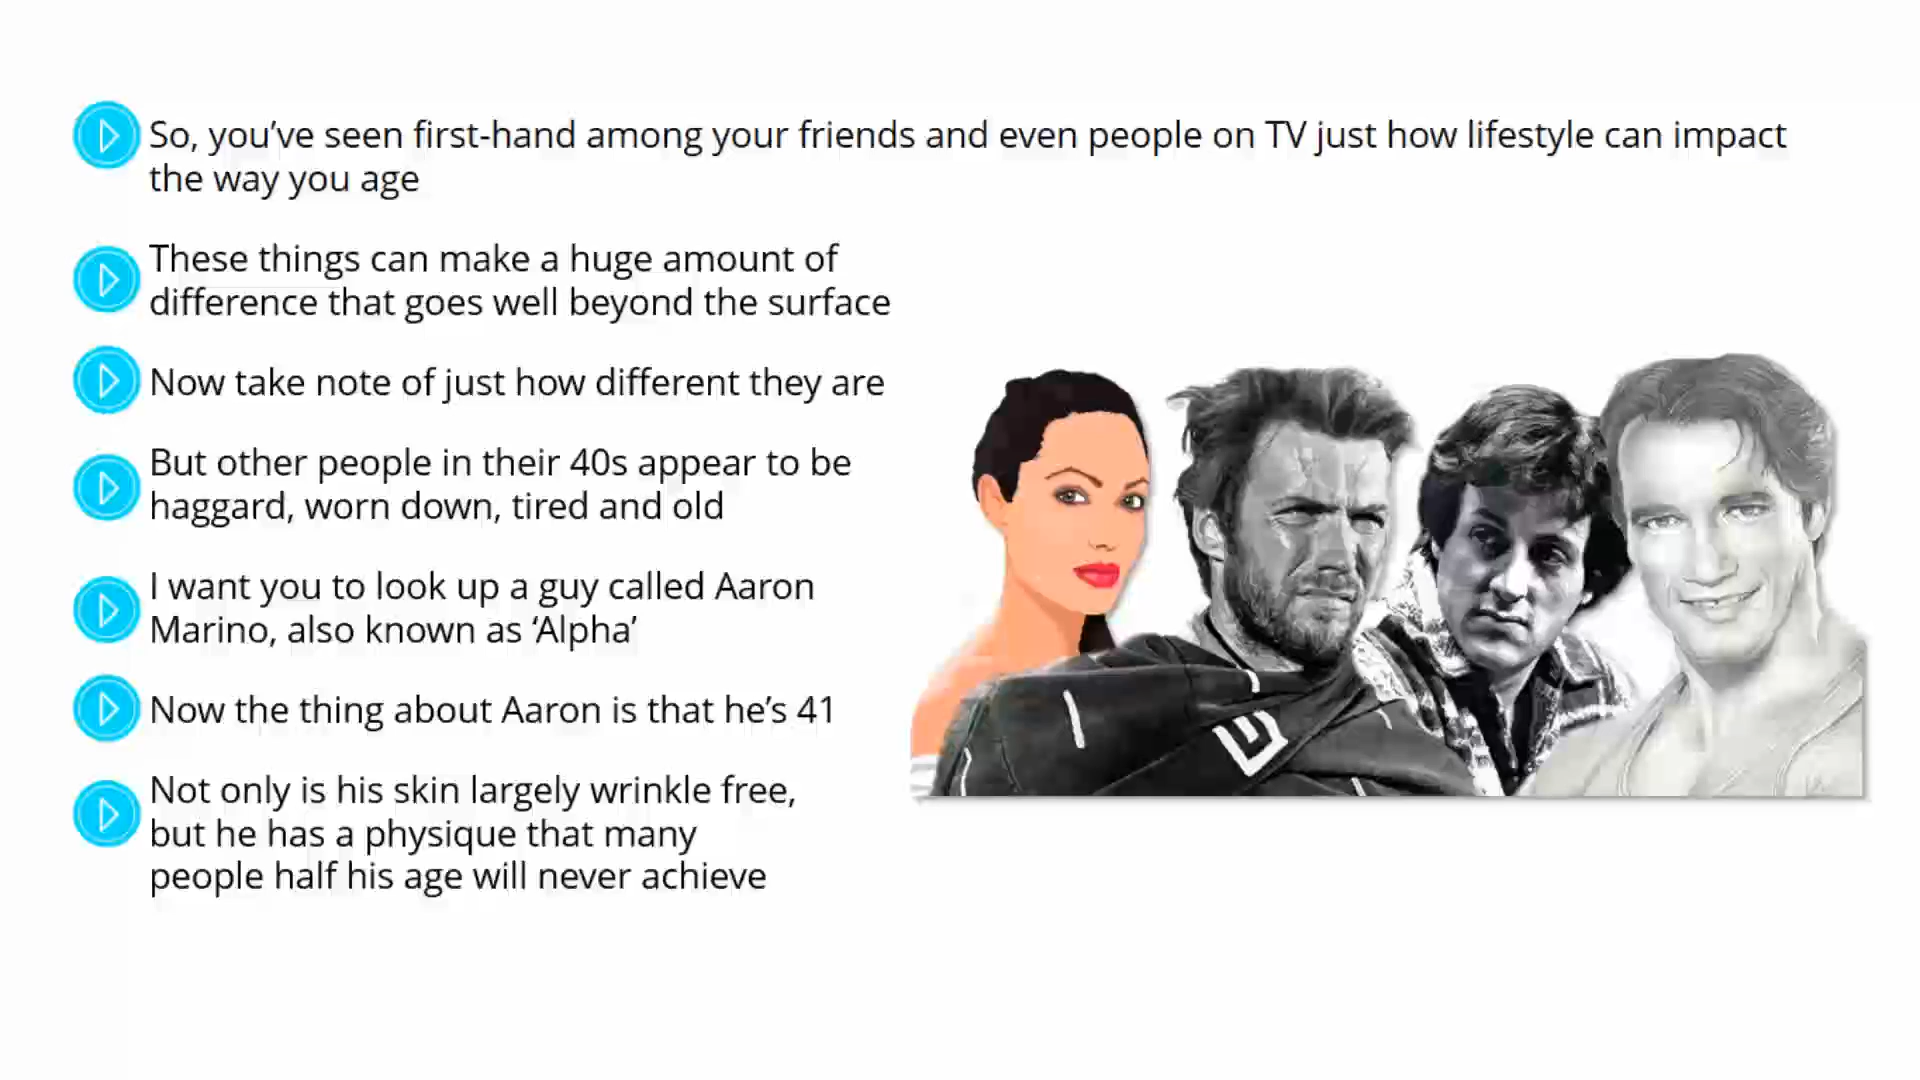 So, you’ve seen first-hand among your friends and even people on TV just how lifestyle can impact
the way you age
These things can make a huge amount of
difference that goes well beyond the surface
Now take note of just how different they are
But other people in their 40s appear to be
haggard, worn down, tired and old
I want you to look up a guy called Aaron
Marino, also known as ‘Alpha’
Now the thing about Aaron is that he’s 41
Not only is his skin largely wrinkle free,
but he has a physique that many
people half his age will never achieve